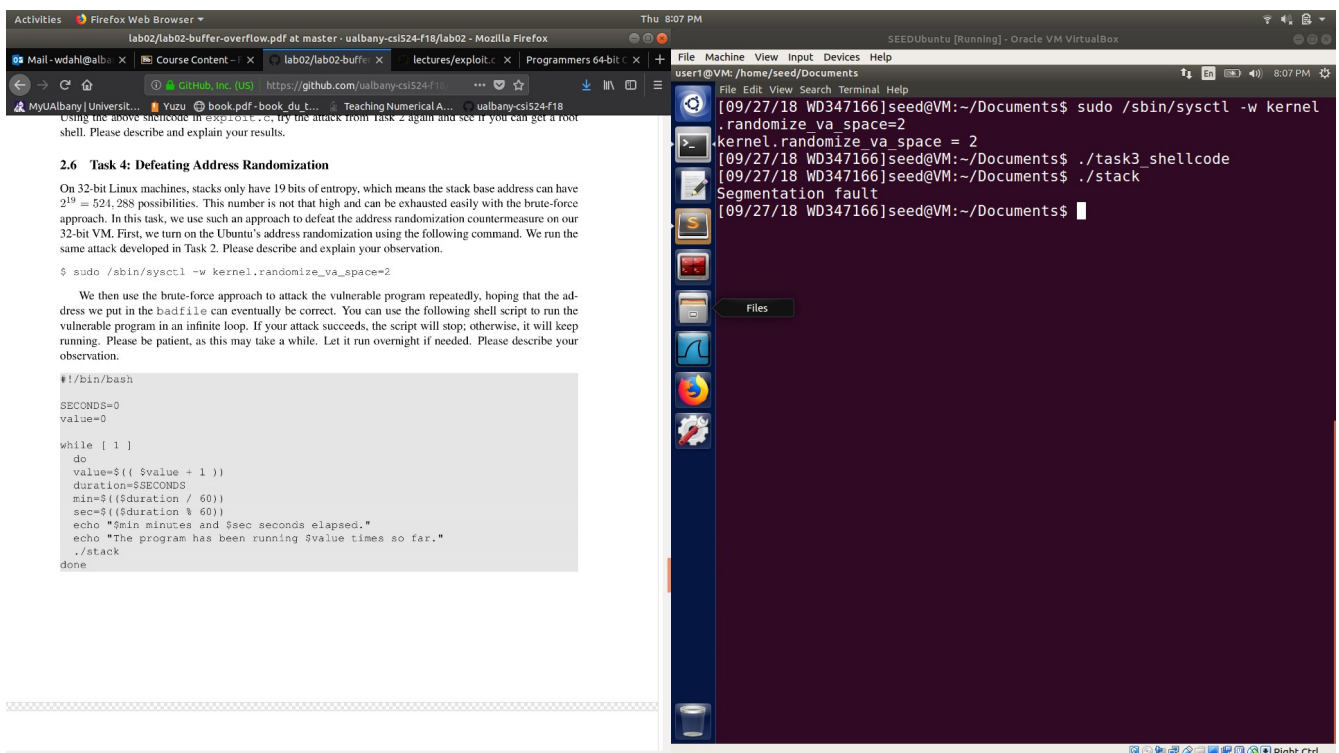 Activities Firefox Web Browser Thu 8:07 PM
lab02/lab02-buffer-overflow.pdf at master · ualbany-csi524-f18/lab02 - Mozilla Firefox
Mail - wdahl@alba Course Content – lab02/lab02-buffe lectures/exploit.c Programmers 64-bit C
GitHub, Inc. (US) https://github.com/ualbany-csi524-f18
MyUAlbany | Universit... Yuzu book.pdf - book_du_t... Teaching Numerical A... ualbany-csi524-f18
Using the above shellcode in exploit.c, try the attack from Task 2 again and see if you can get a root
shell. Please describe and explain your results.
2.6 Task 4: Defeating Address Randomization
On 32-bit Linux machines, stacks only have 19 bits of entropy, which means the stack base address can have
2^19 = 524, 288 possibilities. This number is not that high and can be exhausted easily with the brute-force
approach. In this task, we use such an approach to defeat the address randomization countermeasure on our
32-bit VM. First, we turn on the Ubuntu's address randomization using the following command. We run the
same attack developed in Task 2. Please describe and explain your observation.
$ sudo /sbin/sysctl -w kernel.randomize_va_space=2
We then use the brute-force approach to attack the vulnerable program repeatedly, hoping that the ad-
dress we put in the badfile can eventually be correct. You can use the following shell script to run the
vulnerable program in an infinite loop. If your attack succeeds, the script will stop; otherwise, it will keep
running. Please be patient, as this may take a while. Let it run overnight if needed. Please describe your
observation.
#!/bin/bash
SECONDS=0
value=0
while [ 1 ]
do
value=$(( $value + 1 ))
duration=$SECONDS
min=$(($duration / 60))
sec=$(($duration % 60))
echo "$min minutes and $sec seconds elapsed."
echo "The program has been running $value times so far."
./stack
done
SEEDUbuntu [Running] - Oracle VM VirtualBox
File Machine View Input Devices Help
user1@VM: /home/seed/Documents En 8:07 PM
File Edit View Search Terminal Help
[09/27/18 WD347166]seed@VM:~/Documents$ sudo /sbin/sysctl -w kernel
.randomize_va_space=2
kernel.randomize_va_space = 2
[09/27/18 WD347166]seed@VM:~/Documents$ ./task3_shellcode
[09/27/18 WD347166]seed@VM:~/Documents$ ./stack
Segmentation fault
[09/27/18 WD347166]seed@VM:~/Documents$
Files
Right Ctrl